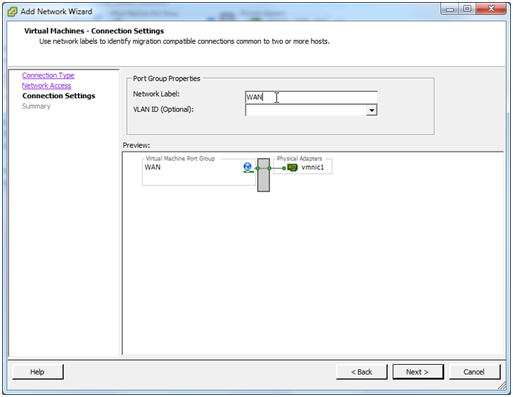 Add Network Wizard
Virtual Machines - Connection Settings
Use network labels to identify migration compatible connections common to two or more hosts.
Connection Type
Network Access
Connection Settings
Summary
Port Group Properties
Network Label:
WAN
VLAN ID (Optional):
Preview:
Virtual Machine Port Group
WAN
Physical Adapters
vmnic1
Help
< Back
Next >
Cancel